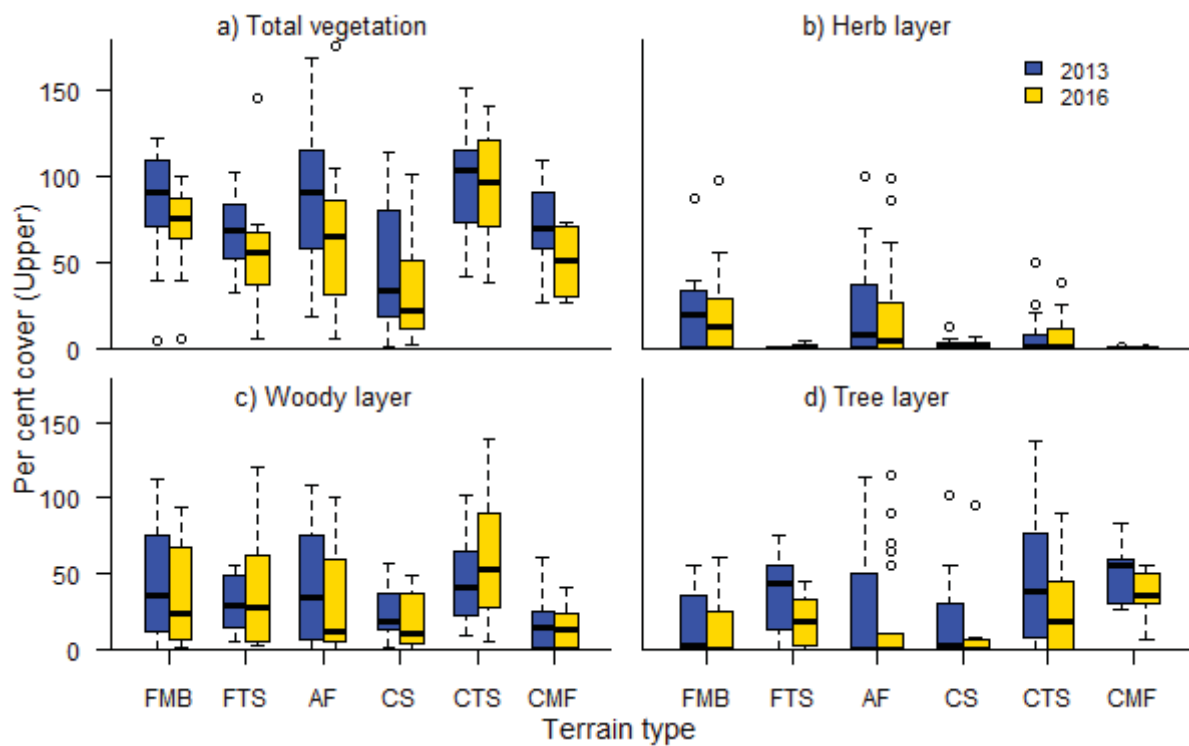 a) Total vegetation
b) Herb layer
2013
2016
150
100
50
0
c) Woody layer
d) Tree layer
150
100
50
0
Per cent cover (Upper)
FMB FTS AF CS CTS CMF
FMB FTS AF CS CTS CMF
Terrain type